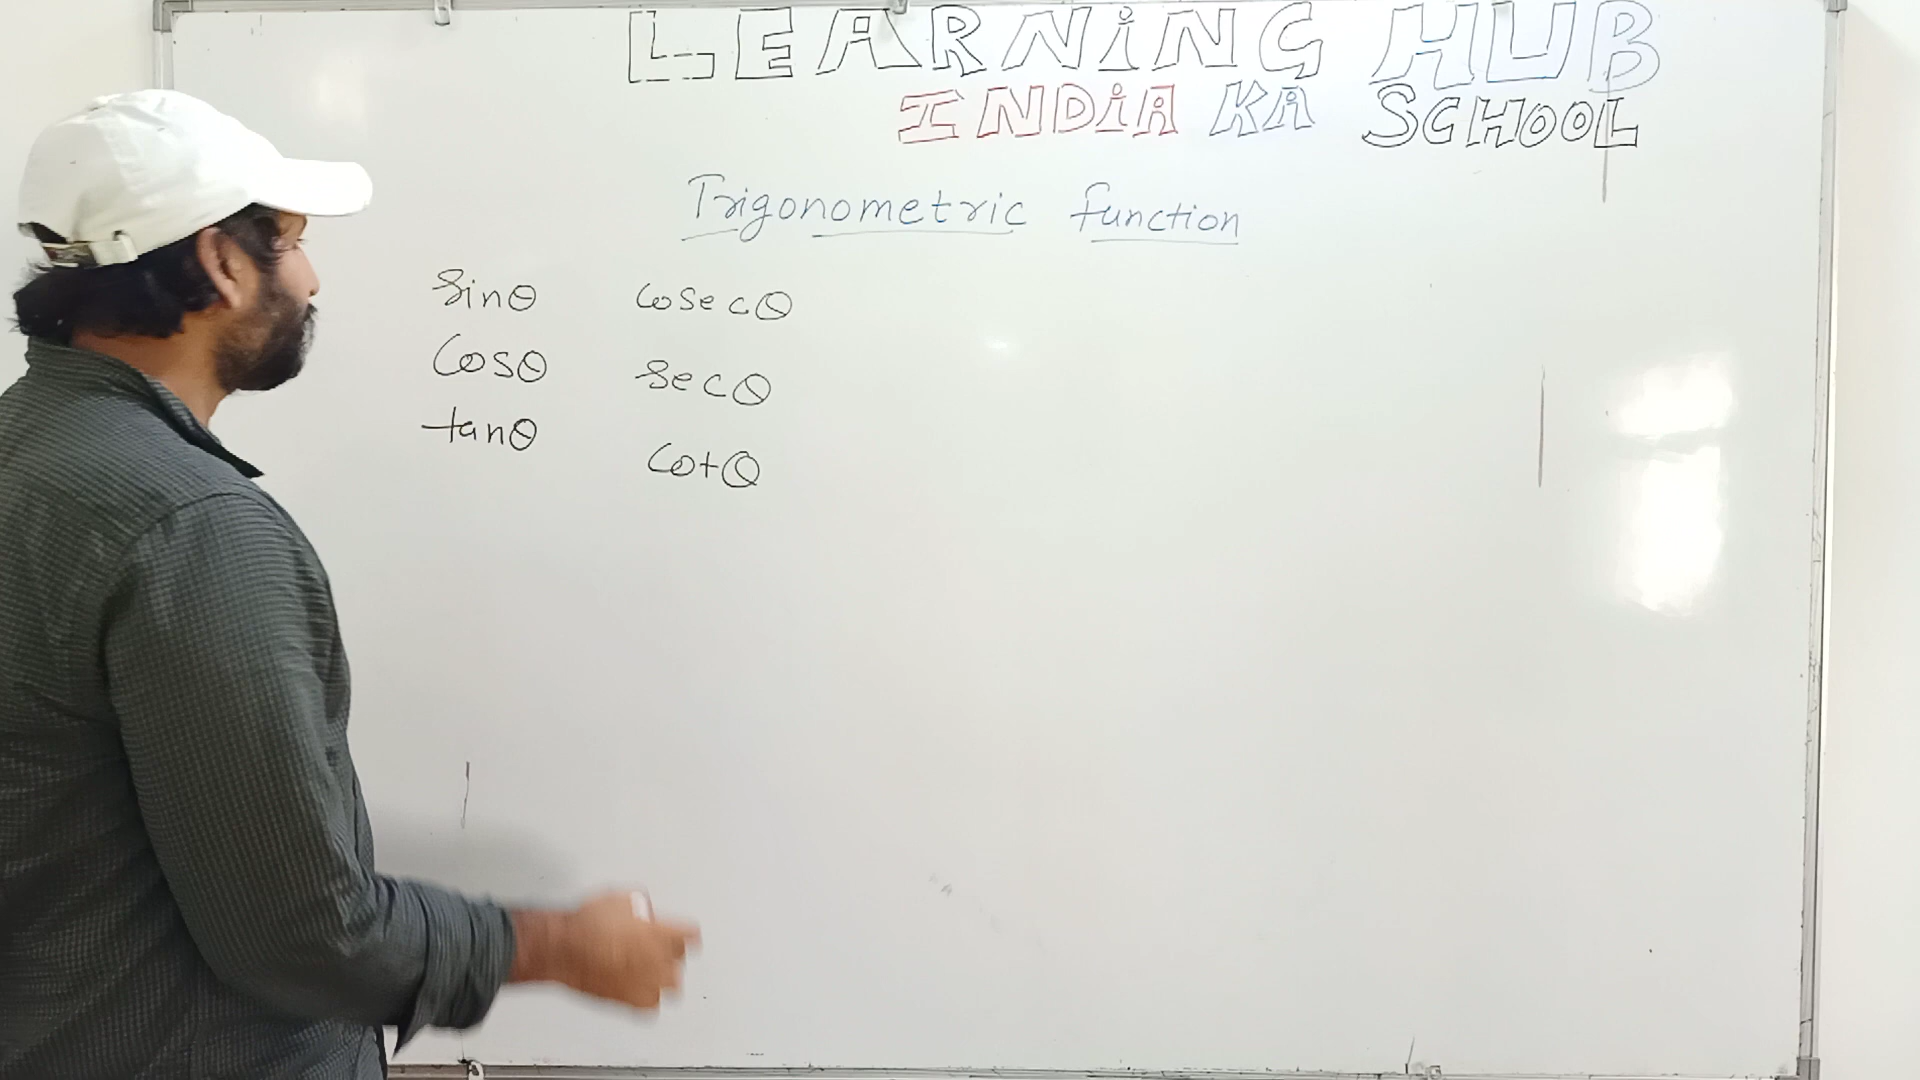 LEARNiNG HUB
INDiA KA SCHOOL
Trigonometric function
sinθ cosecθ
cosθ secθ
tanθ cotθ